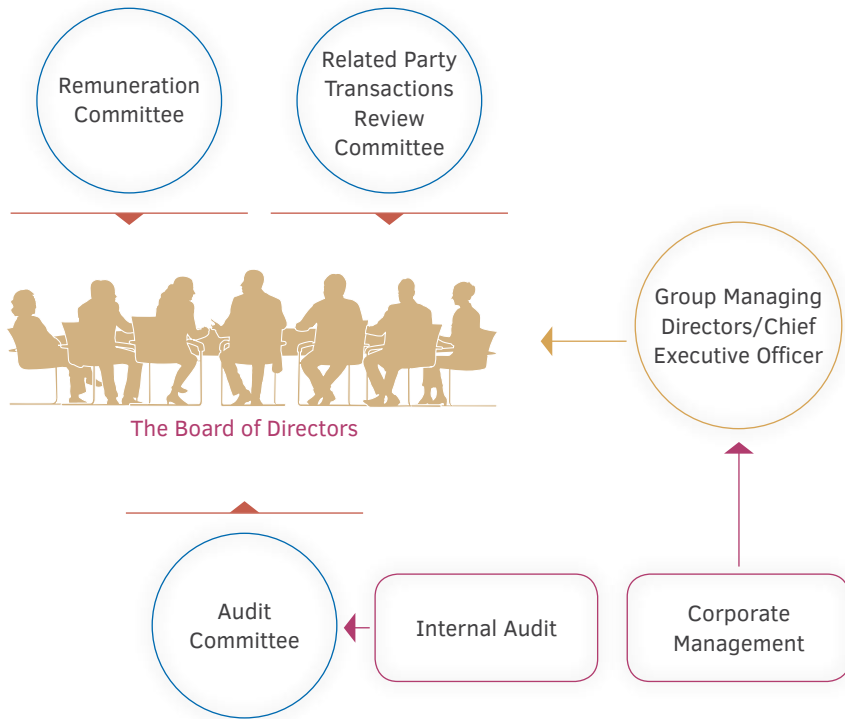 Remuneration
Committee
Related Party
Transactions
Review
Committee
Group Managing
Directors/Chief
Executive Officer
The Board of Directors
Audit
Committee
Internal Audit
Corporate
Management